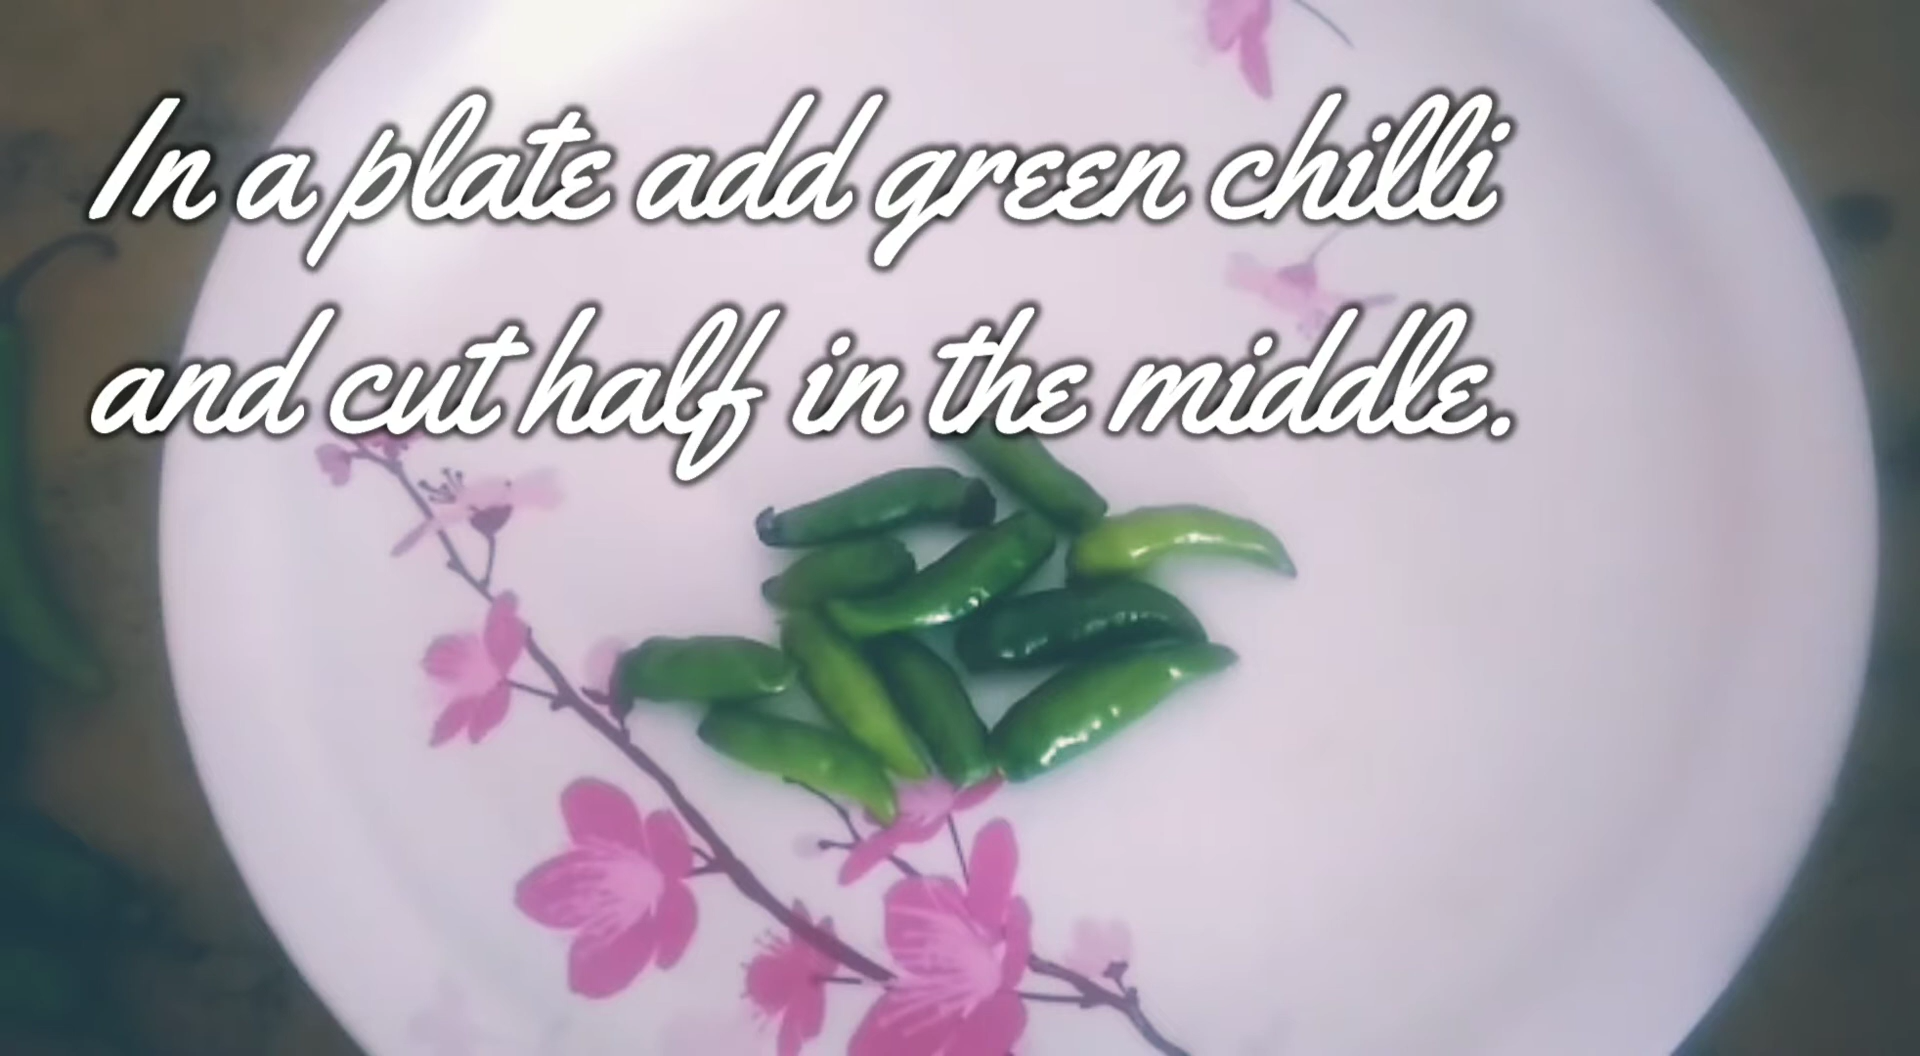 In a plate add green chilli
and cut half in the middle.